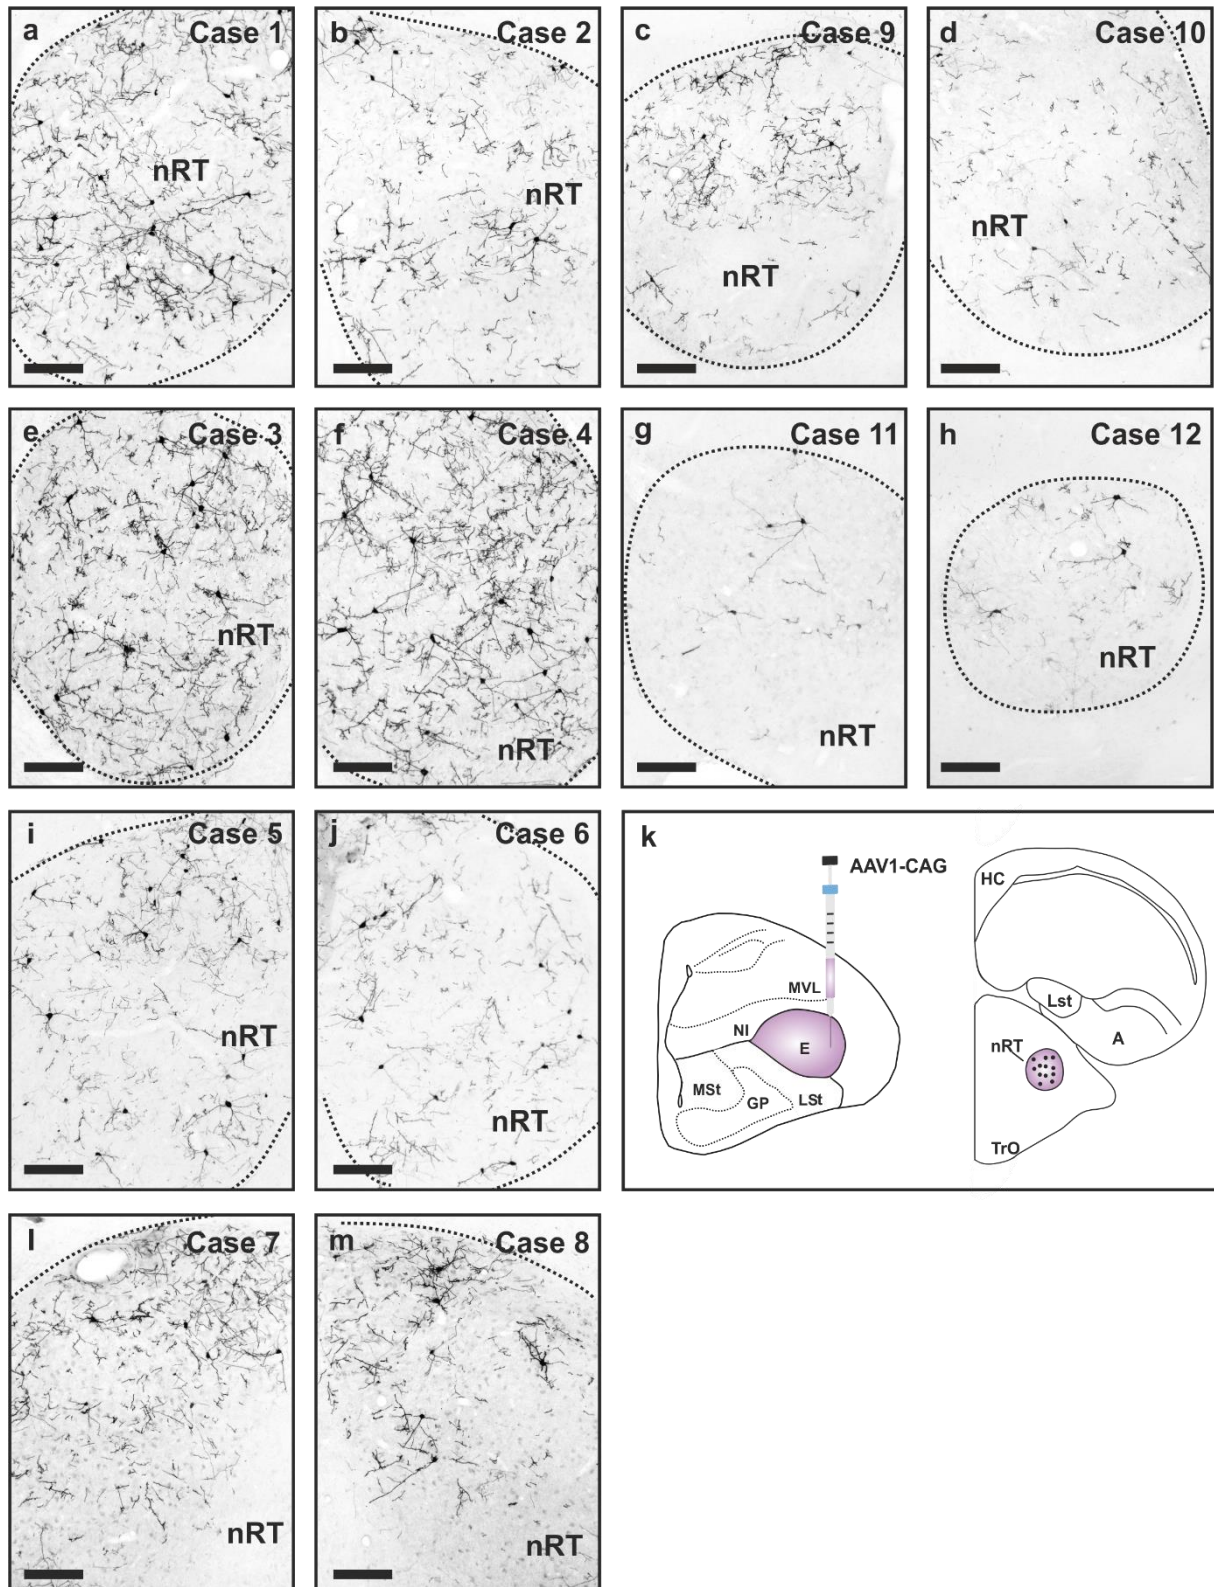 a Case 1
nRT
b Case 2
nRT
c Case 9
nRT
d Case 10
nRT
e Case 3
nRT
f Case 4
nRT
g Case 11
nRT
h Case 12
nRT
i Case 5
nRT
j Case 6
nRT
k
AAV1-CAG
MVL
NI
E
MSt
GP
LSt
HC
Lst
A
nRT
TrO
l Case 7
nRT
m Case 8
nRT